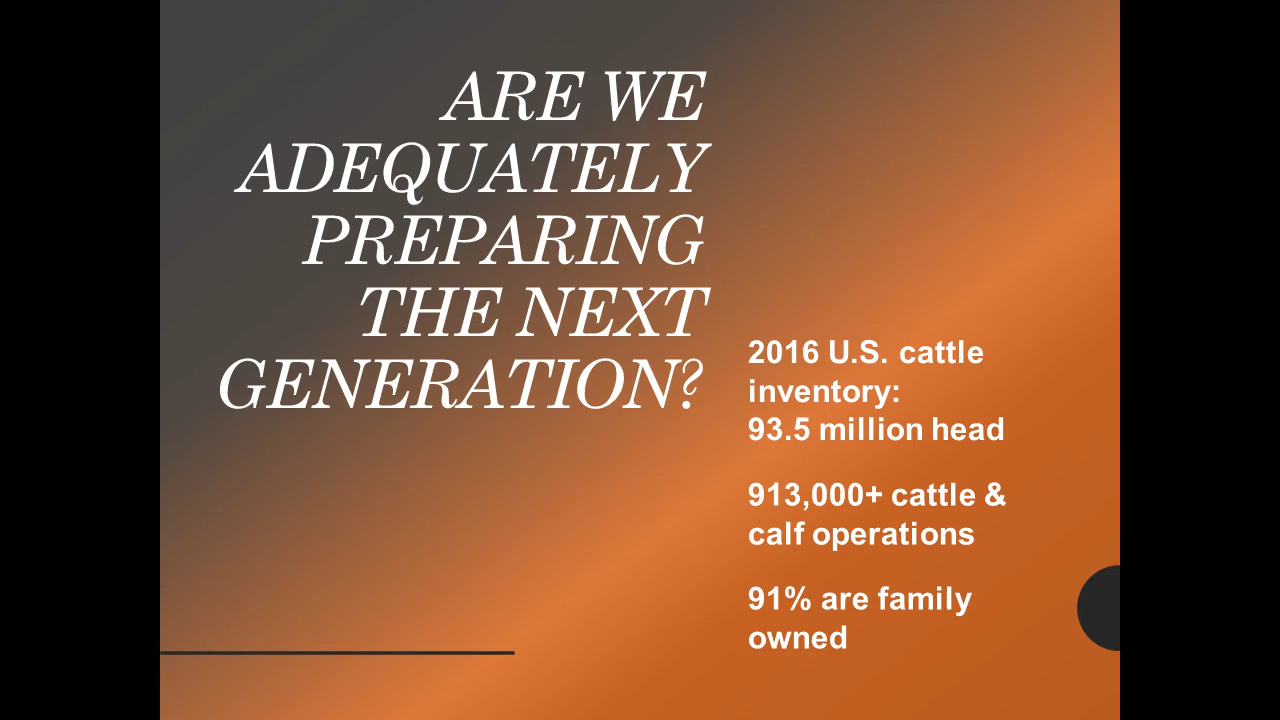 ARE WE
ADEQUATELY
PREPARING
THE NEXT
GENERATION?
2016 U.S. cattle
inventory:
93.5 million head
913,000+ cattle &
calf operations
91% are family
owned